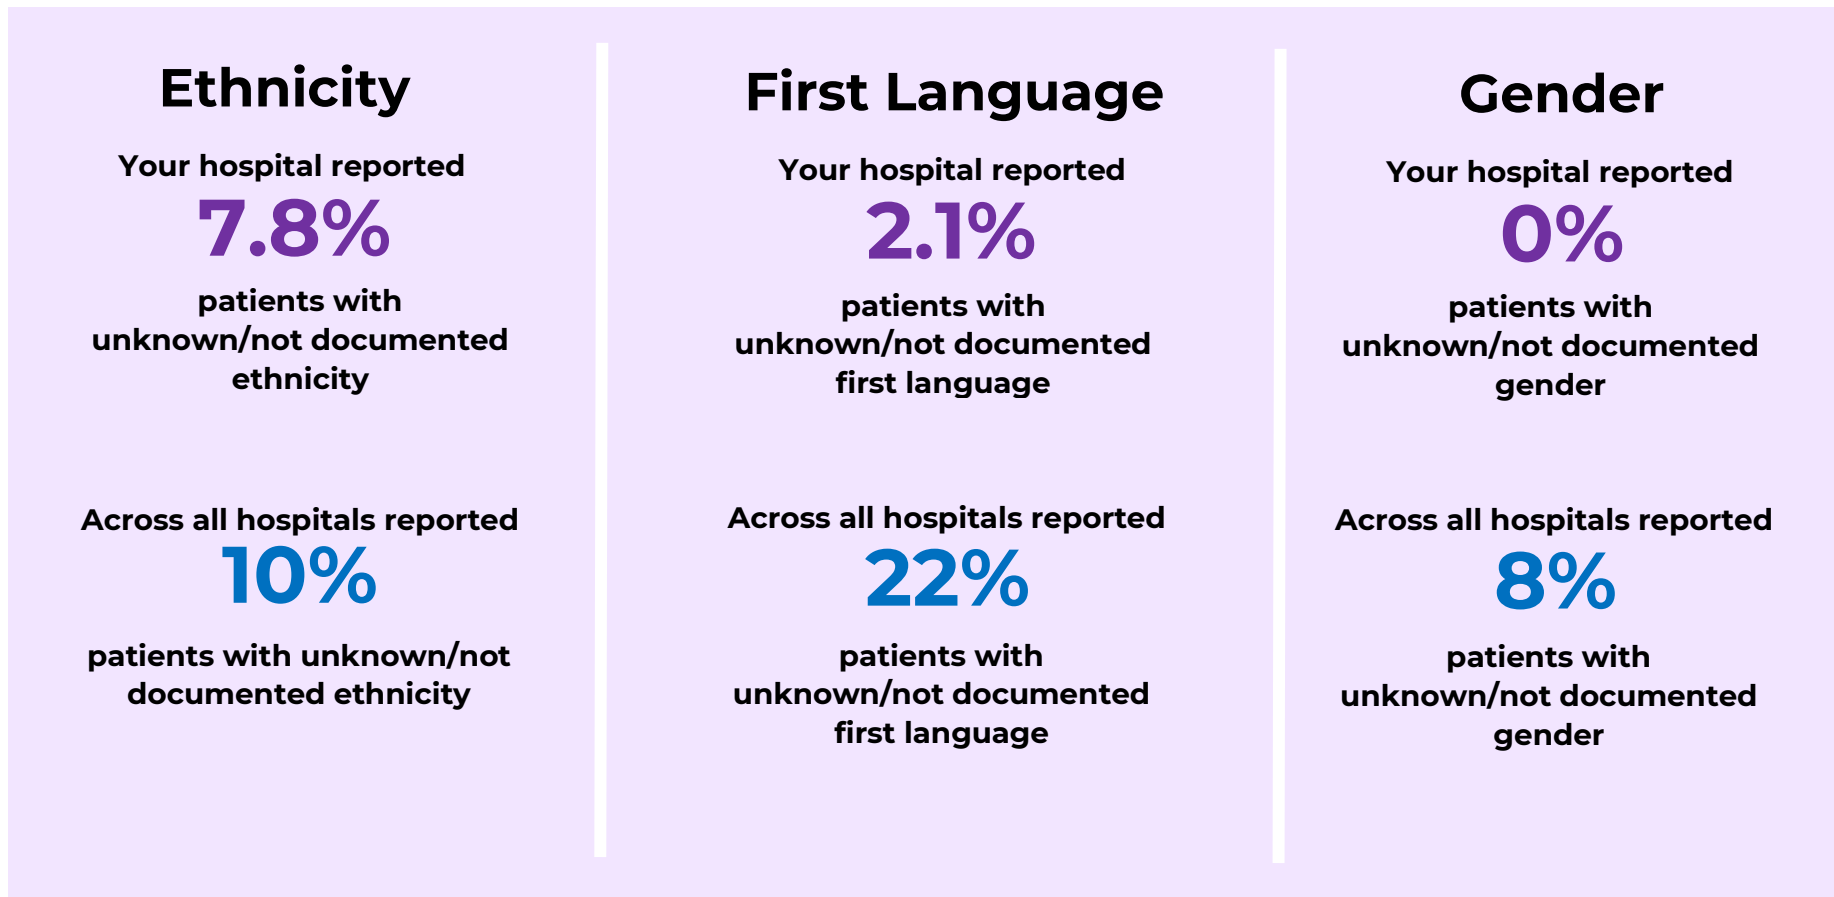 Ethnicity
Your hospital reported
7.8%
patients with
unknown/not documented
ethnicity
Across all hospitals reported
10%
patients with unknown/not
documented ethnicity
First Language
Your hospital reported
2.1%
patients with
unknown/not documented
first language
Across all hospitals reported
22%
patients with
unknown/not documented
first language
Gender
Your hospital reported
0%
patients with
unknown/not documented
gender
Across all hospitals reported
8%
patients with
unknown/not documented
gender